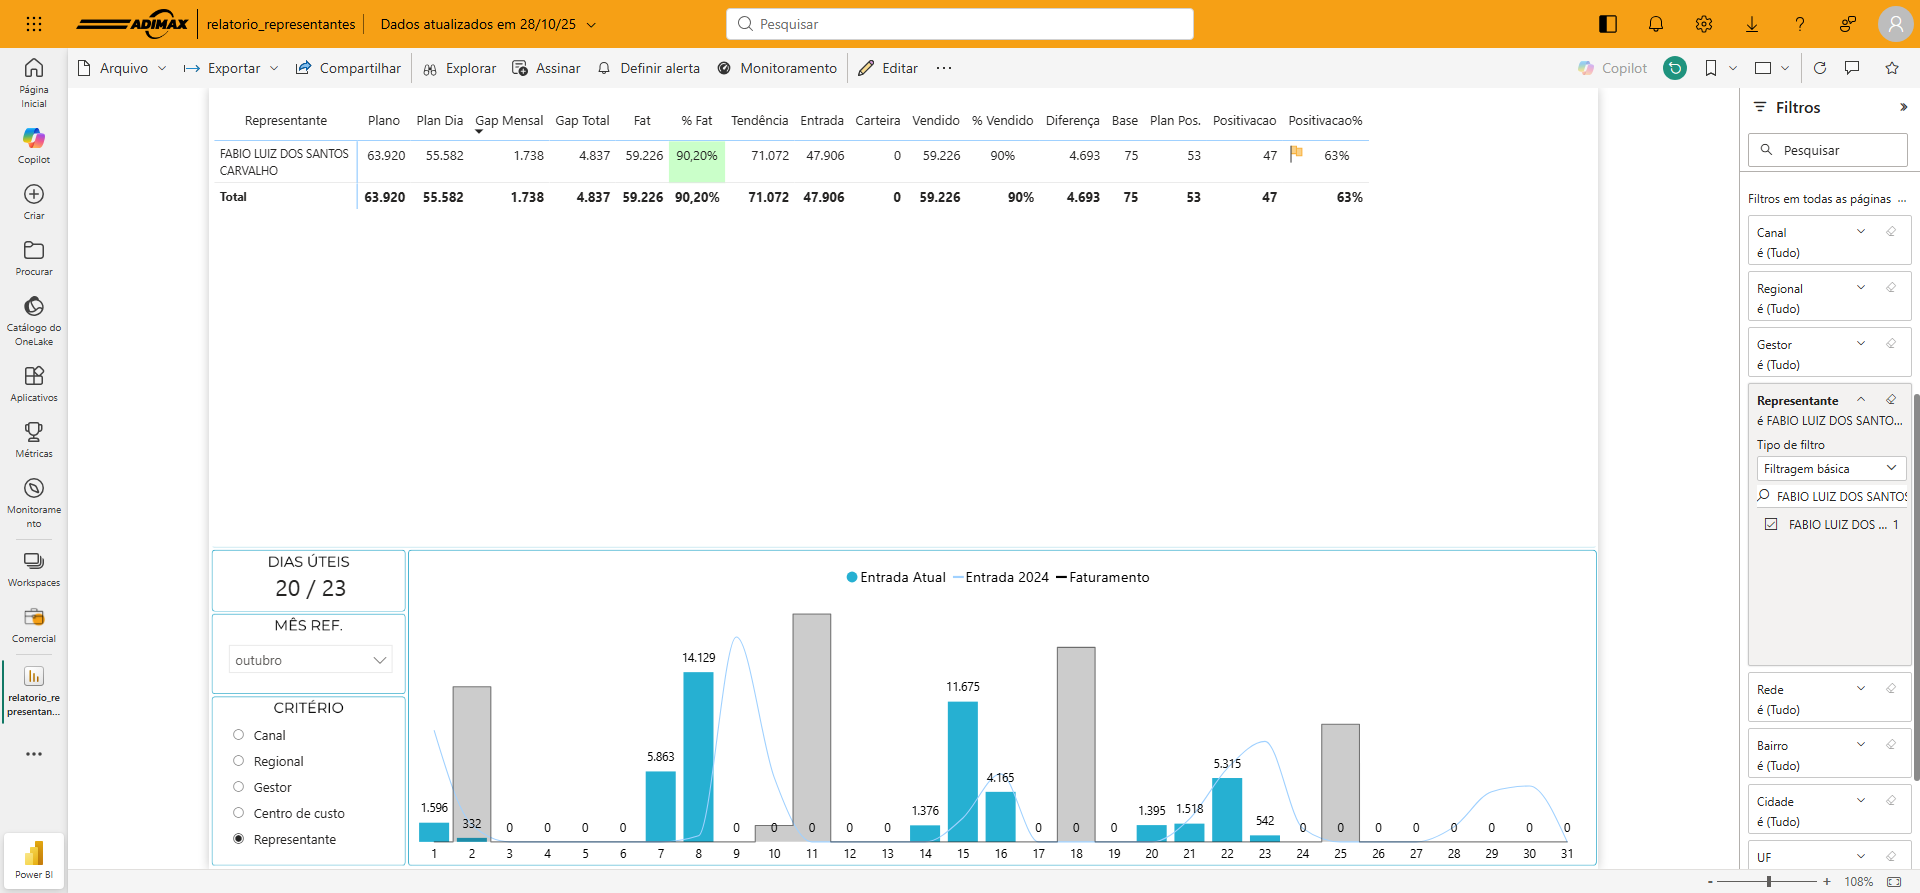 ADIMAX
relatorio_representantes
Dados atualizados em 28/10/25
Pesquisar
Arquivo
Exportar
Compartilhar
Explorar
Assinar
Definir alerta
Monitoramento
Editar
Copilot
Página
Inicial
Copilot
Criar
Procurar
Catálogo do
OneLake
Aplicativos
Métricas
Monitorame
nto
Workspaces
Comercial
relatorio_re
presentan...
Power BI
Representante Plano Plan Dia Gap Mensal Gap Total Fat % Fat Tendência Entrada Carteira Vendido % Vendido Diferença Base Plan Pos. Positivacao Positivacao%
FABIO LUIZ DOS SANTOS
CARVALHO
63.920 55.582 1.738 4.837 59.226 90,20% 71.072 47.906 0 59.226 90% 4.693 75 53 47 63%
Total 63.920 55.582 1.738 4.837 59.226 90,20% 71.072 47.906 0 59.226 90% 4.693 75 53 47 63%
DIAS ÚTEIS
20 / 23
MÊS REF.
outubro
CRITÉRIO
Canal
Regional
Gestor
Centro de custo
Representante
Entrada Atual Entrada 2024 Faturamento
1.596 332 0 0 0 0 5.863 14.129 0 0 0 0 0 1.376 11.675 4.165 0 0 0 1.395 1.518 5.315 542 0 0 0 0 0 0 0 0
1 2 3 4 5 6 7 8 9 10 11 12 13 14 15 16 17 18 19 20 21 22 23 24 25 26 27 28 29 30 31
Filtros
Pesquisar
Filtros em todas as páginas ...
Canal
é (Tudo)
Regional
é (Tudo)
Gestor
é (Tudo)
Representante
é FABIO LUIZ DOS SANTO...
Tipo de filtro
Filtragem básica
FABIO LUIZ DOS SANTOS
FABIO LUIZ DOS ... 1
Rede
é (Tudo)
Bairro
é (Tudo)
Cidade
é (Tudo)
UF
- + 108%